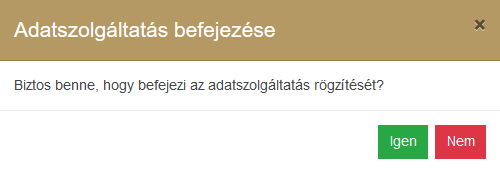 Adatszolgáltatás befejezése
×
Biztos benne, hogy befejezi az adatszolgáltatás rögzítését?
Igen
Nem